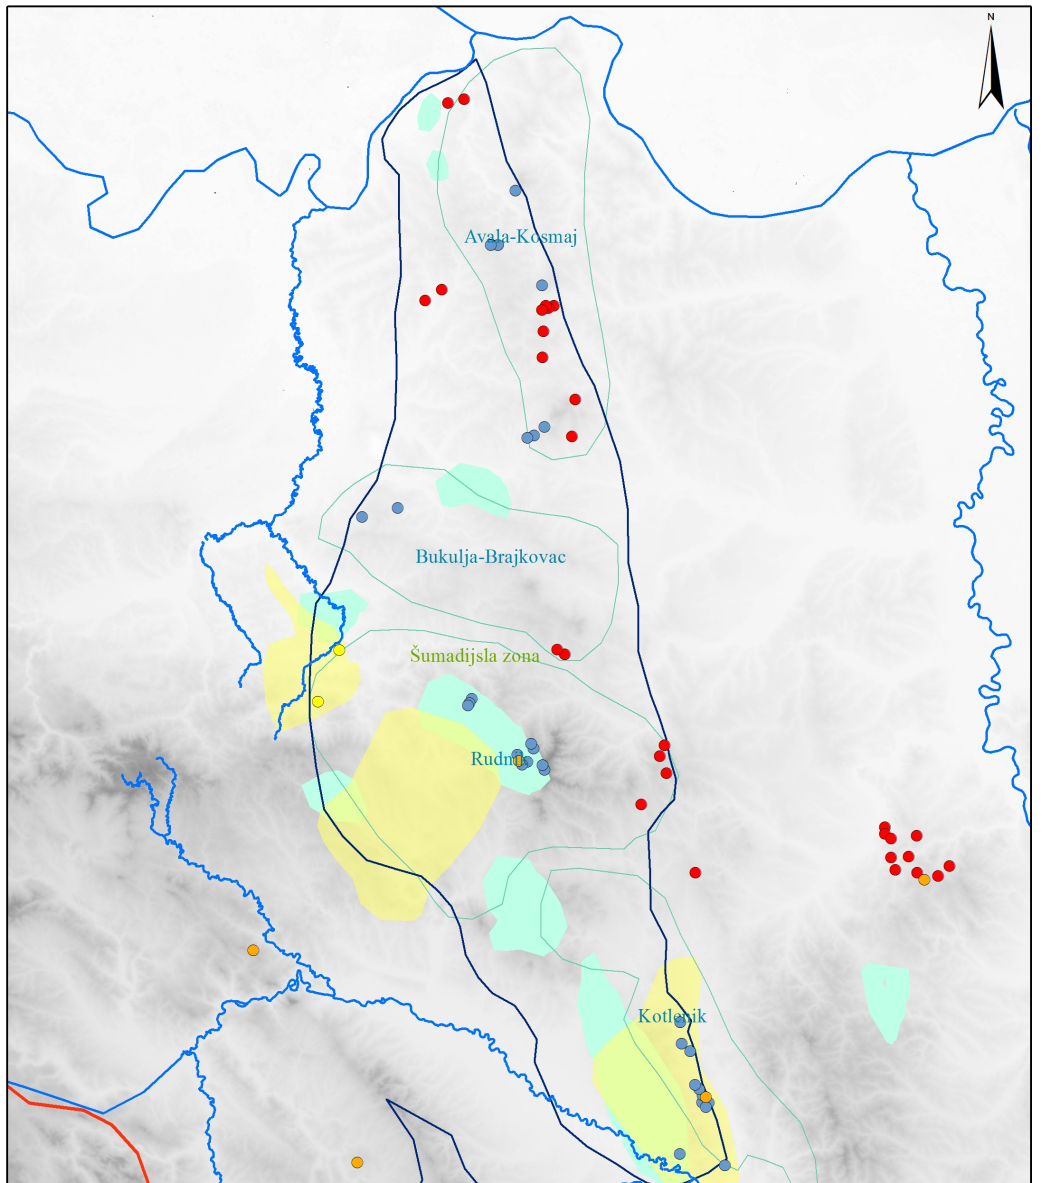 N
Avala-Kosmaj
Bukulja-Brajkovac
Šumadijsla zona
Rudnik
Kotlenik